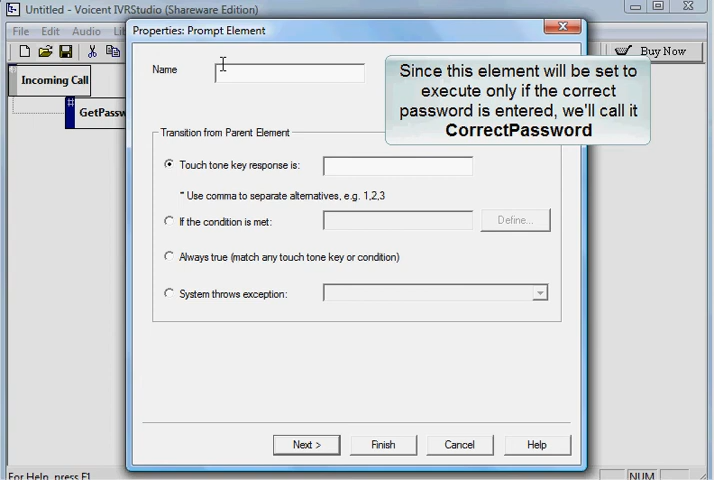 Untitled - Voicent IVRStudio (Shareware Edition)
File Edit Audio
Buy Now
Incoming Call
Properties: Prompt Element
Name
Since this element will be set to
execute only if the correct
password is entered, we'll call it
CorrectPassword
Transition from Parent Element
Touch tone key response is:
* Use comma to separate alternatives, e.g. 1,2,3
If the condition is met:
Define...
Always true (match any touch tone key or condition)
System throws exception:
Next >
Finish
Cancel
Help
For Help, press F1
NUM